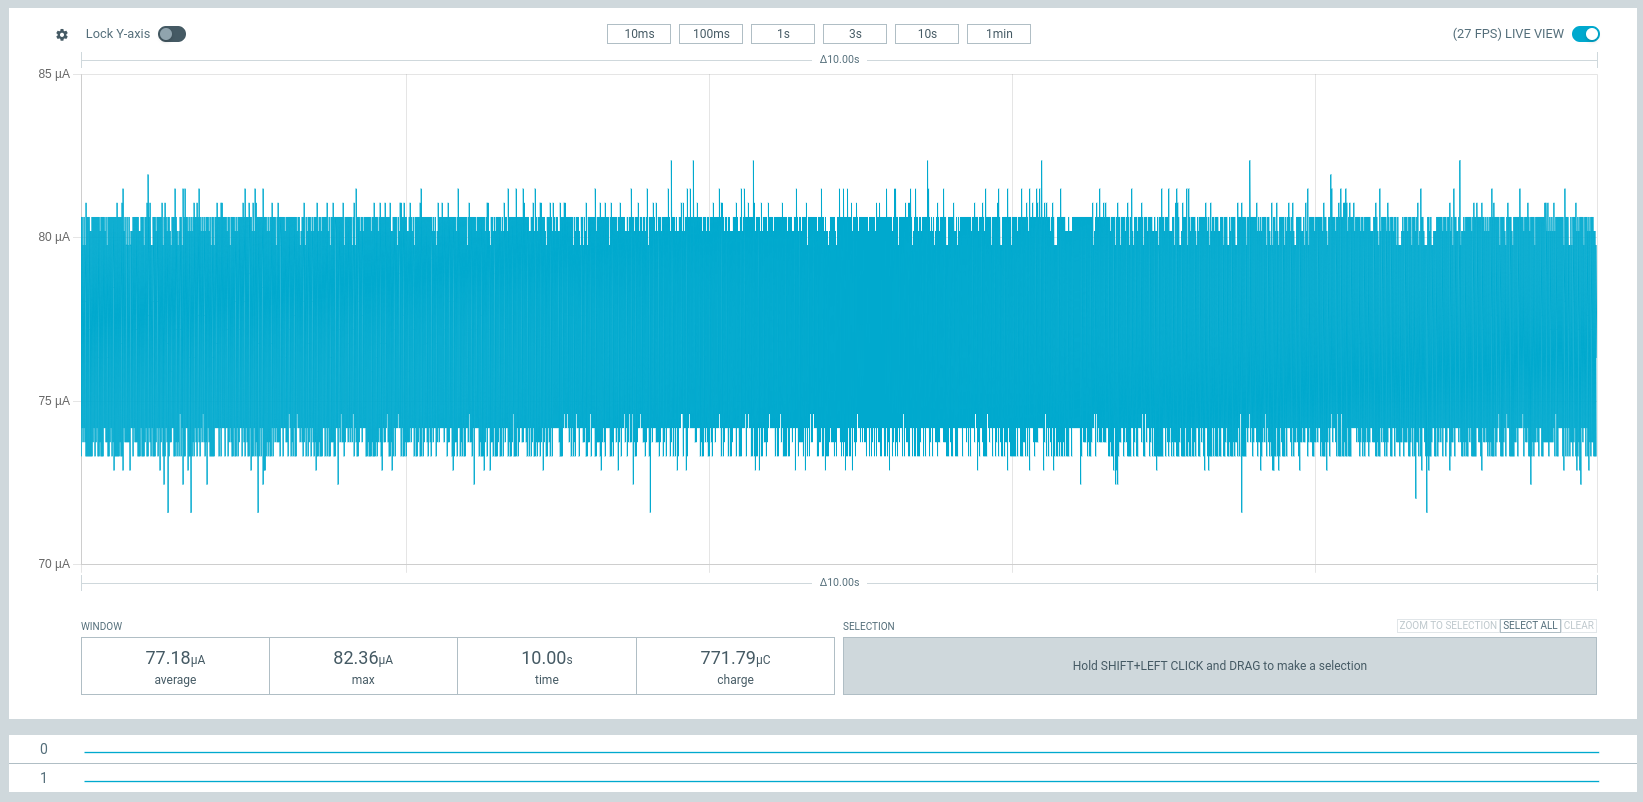 Lock Y-axis
10ms 100ms 1s 3s 10s 1min
(27 FPS) LIVE VIEW
Δ10.00s
85 µA
80 µA
75 µA
70 µA
Δ10.00s
WINDOW
77.18µA
average
82.36µA
max
10.00s
time
771.79µC
charge
SELECTION
ZOOM TO SELECTION SELECT ALL CLEAR
Hold SHIFT+LEFT CLICK and DRAG to make a selection
0
1